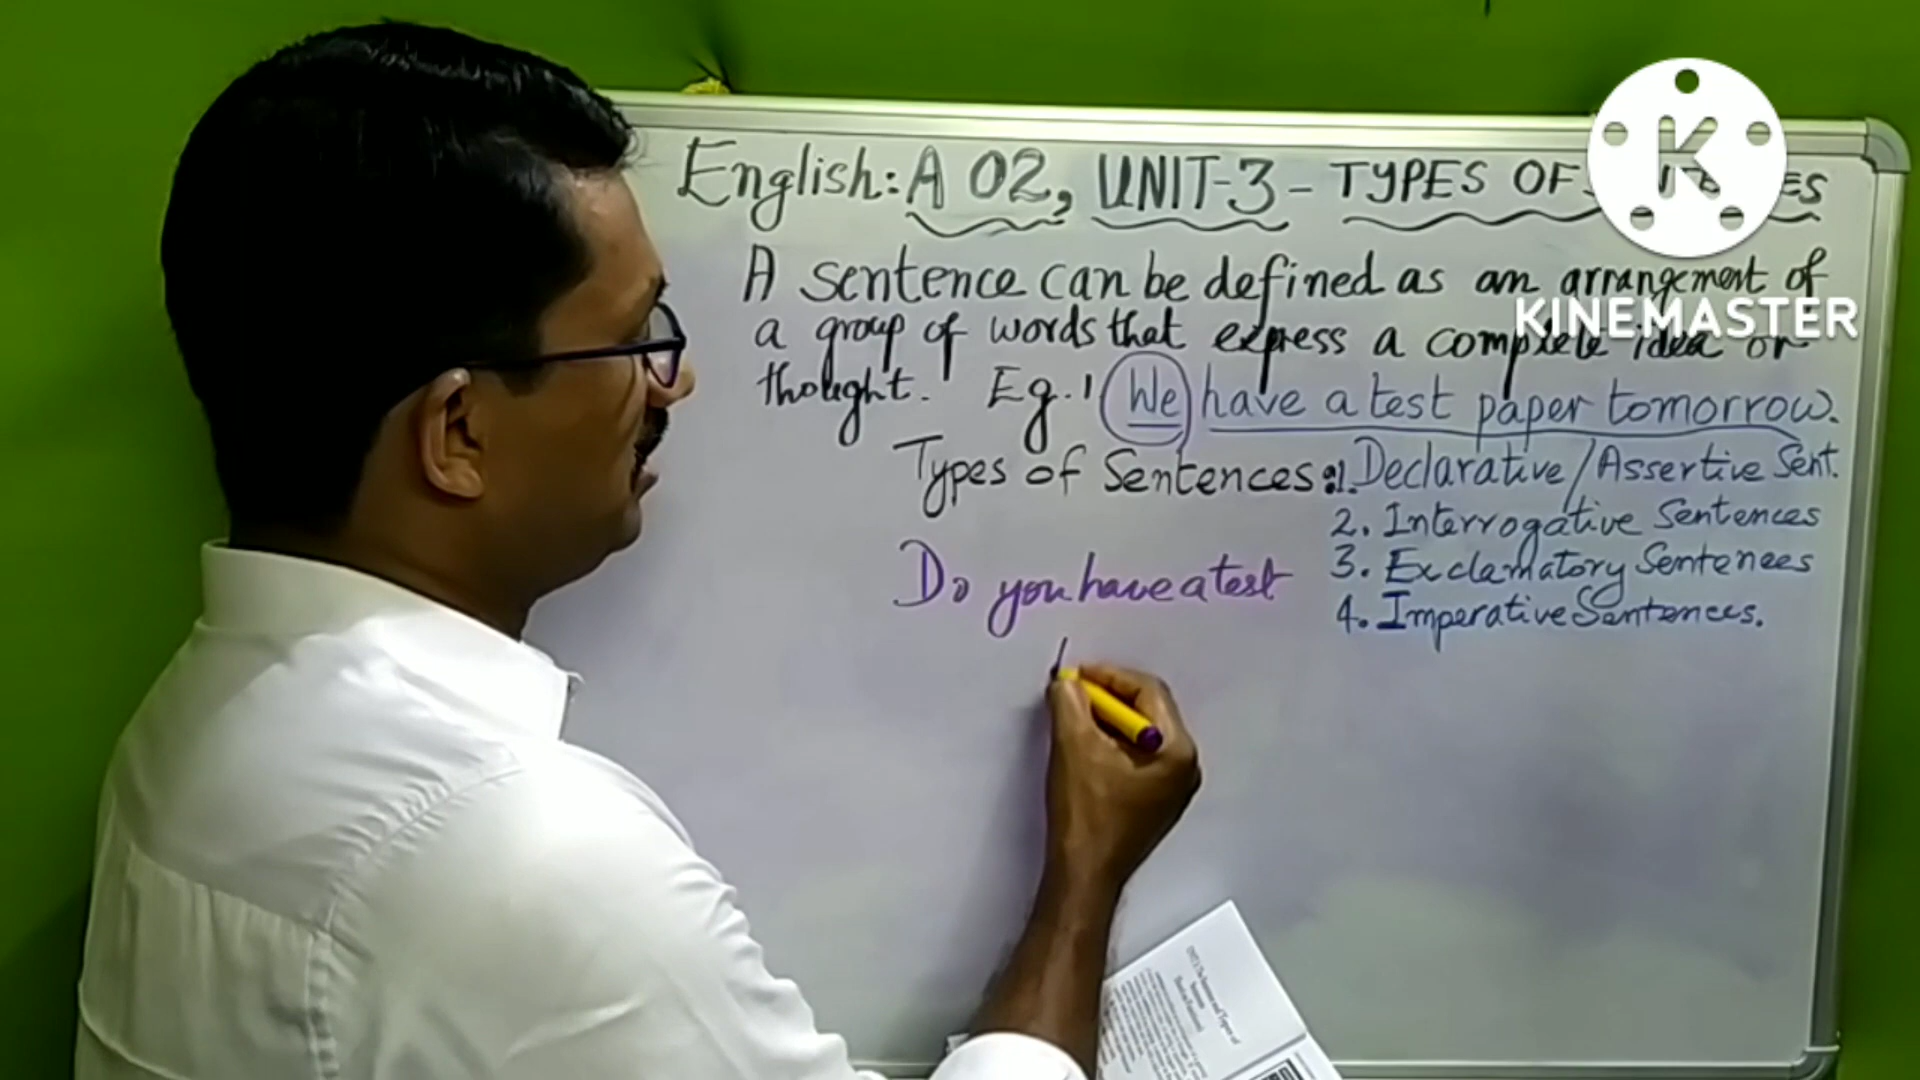 English: A 02, UNIT-3 - TYPES OF
A sentence can be defined as an arrangement of
a group of words that express a complete idea or
thought. Eg. 1 We have a test paper tomorrow.
Types of Sentences: 1. Declarative/Assertive Sent.
2. Interrogative Sentences
3. Exclamatory Sentences
4. Imperative Sentences.
Do you have a test
K
KINEMASTER